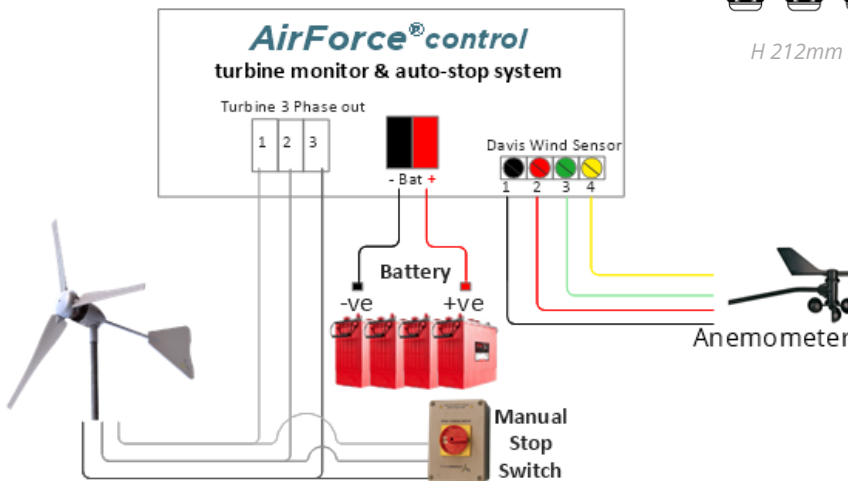 AirForce® control
turbine monitor & auto-stop system
H 212mm
Turbine 3 Phase out
1 2 3
- Bat +
Davis Wind Sensor
1 2 3 4
Battery
-ve +ve
Anemometer
Manual
Stop
Switch